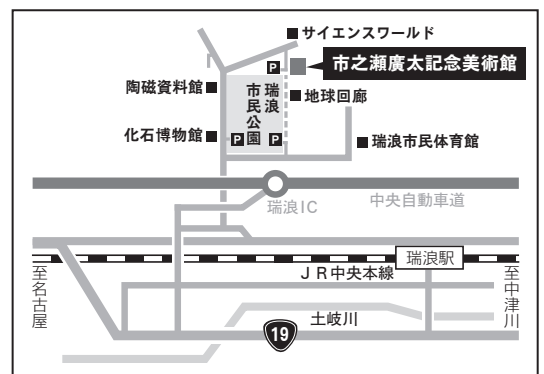 サイエンスワールド
P
市之瀬廣太記念美術館
陶磁資料館
瑞浪
市民公園
地球回廊
化石博物館
P
P
瑞浪市民体育館
瑞浪IC
中央自動車道
瑞浪駅
JR中央本線
至名古屋
至中津川
土岐川
19